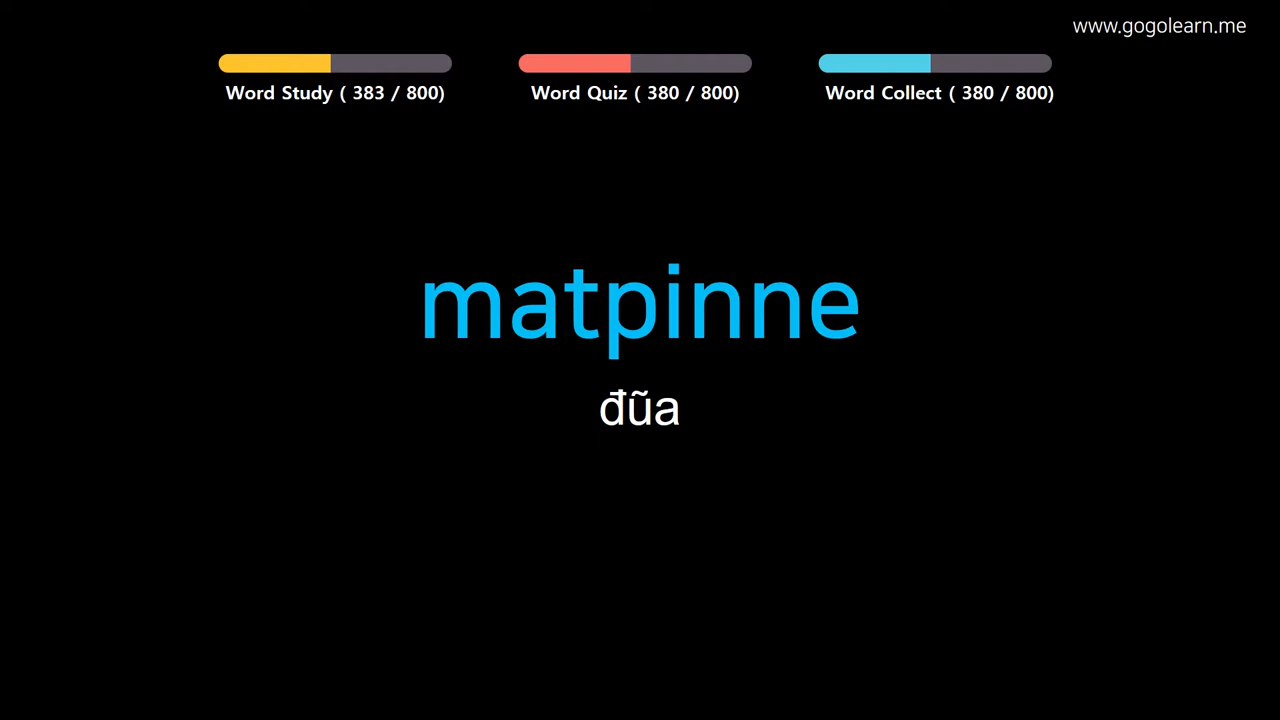 www.gogolearn.me
Word Study ( 383 / 800)
Word Quiz ( 380 / 800)
Word Collect ( 380 / 800)
matpinne
đũa